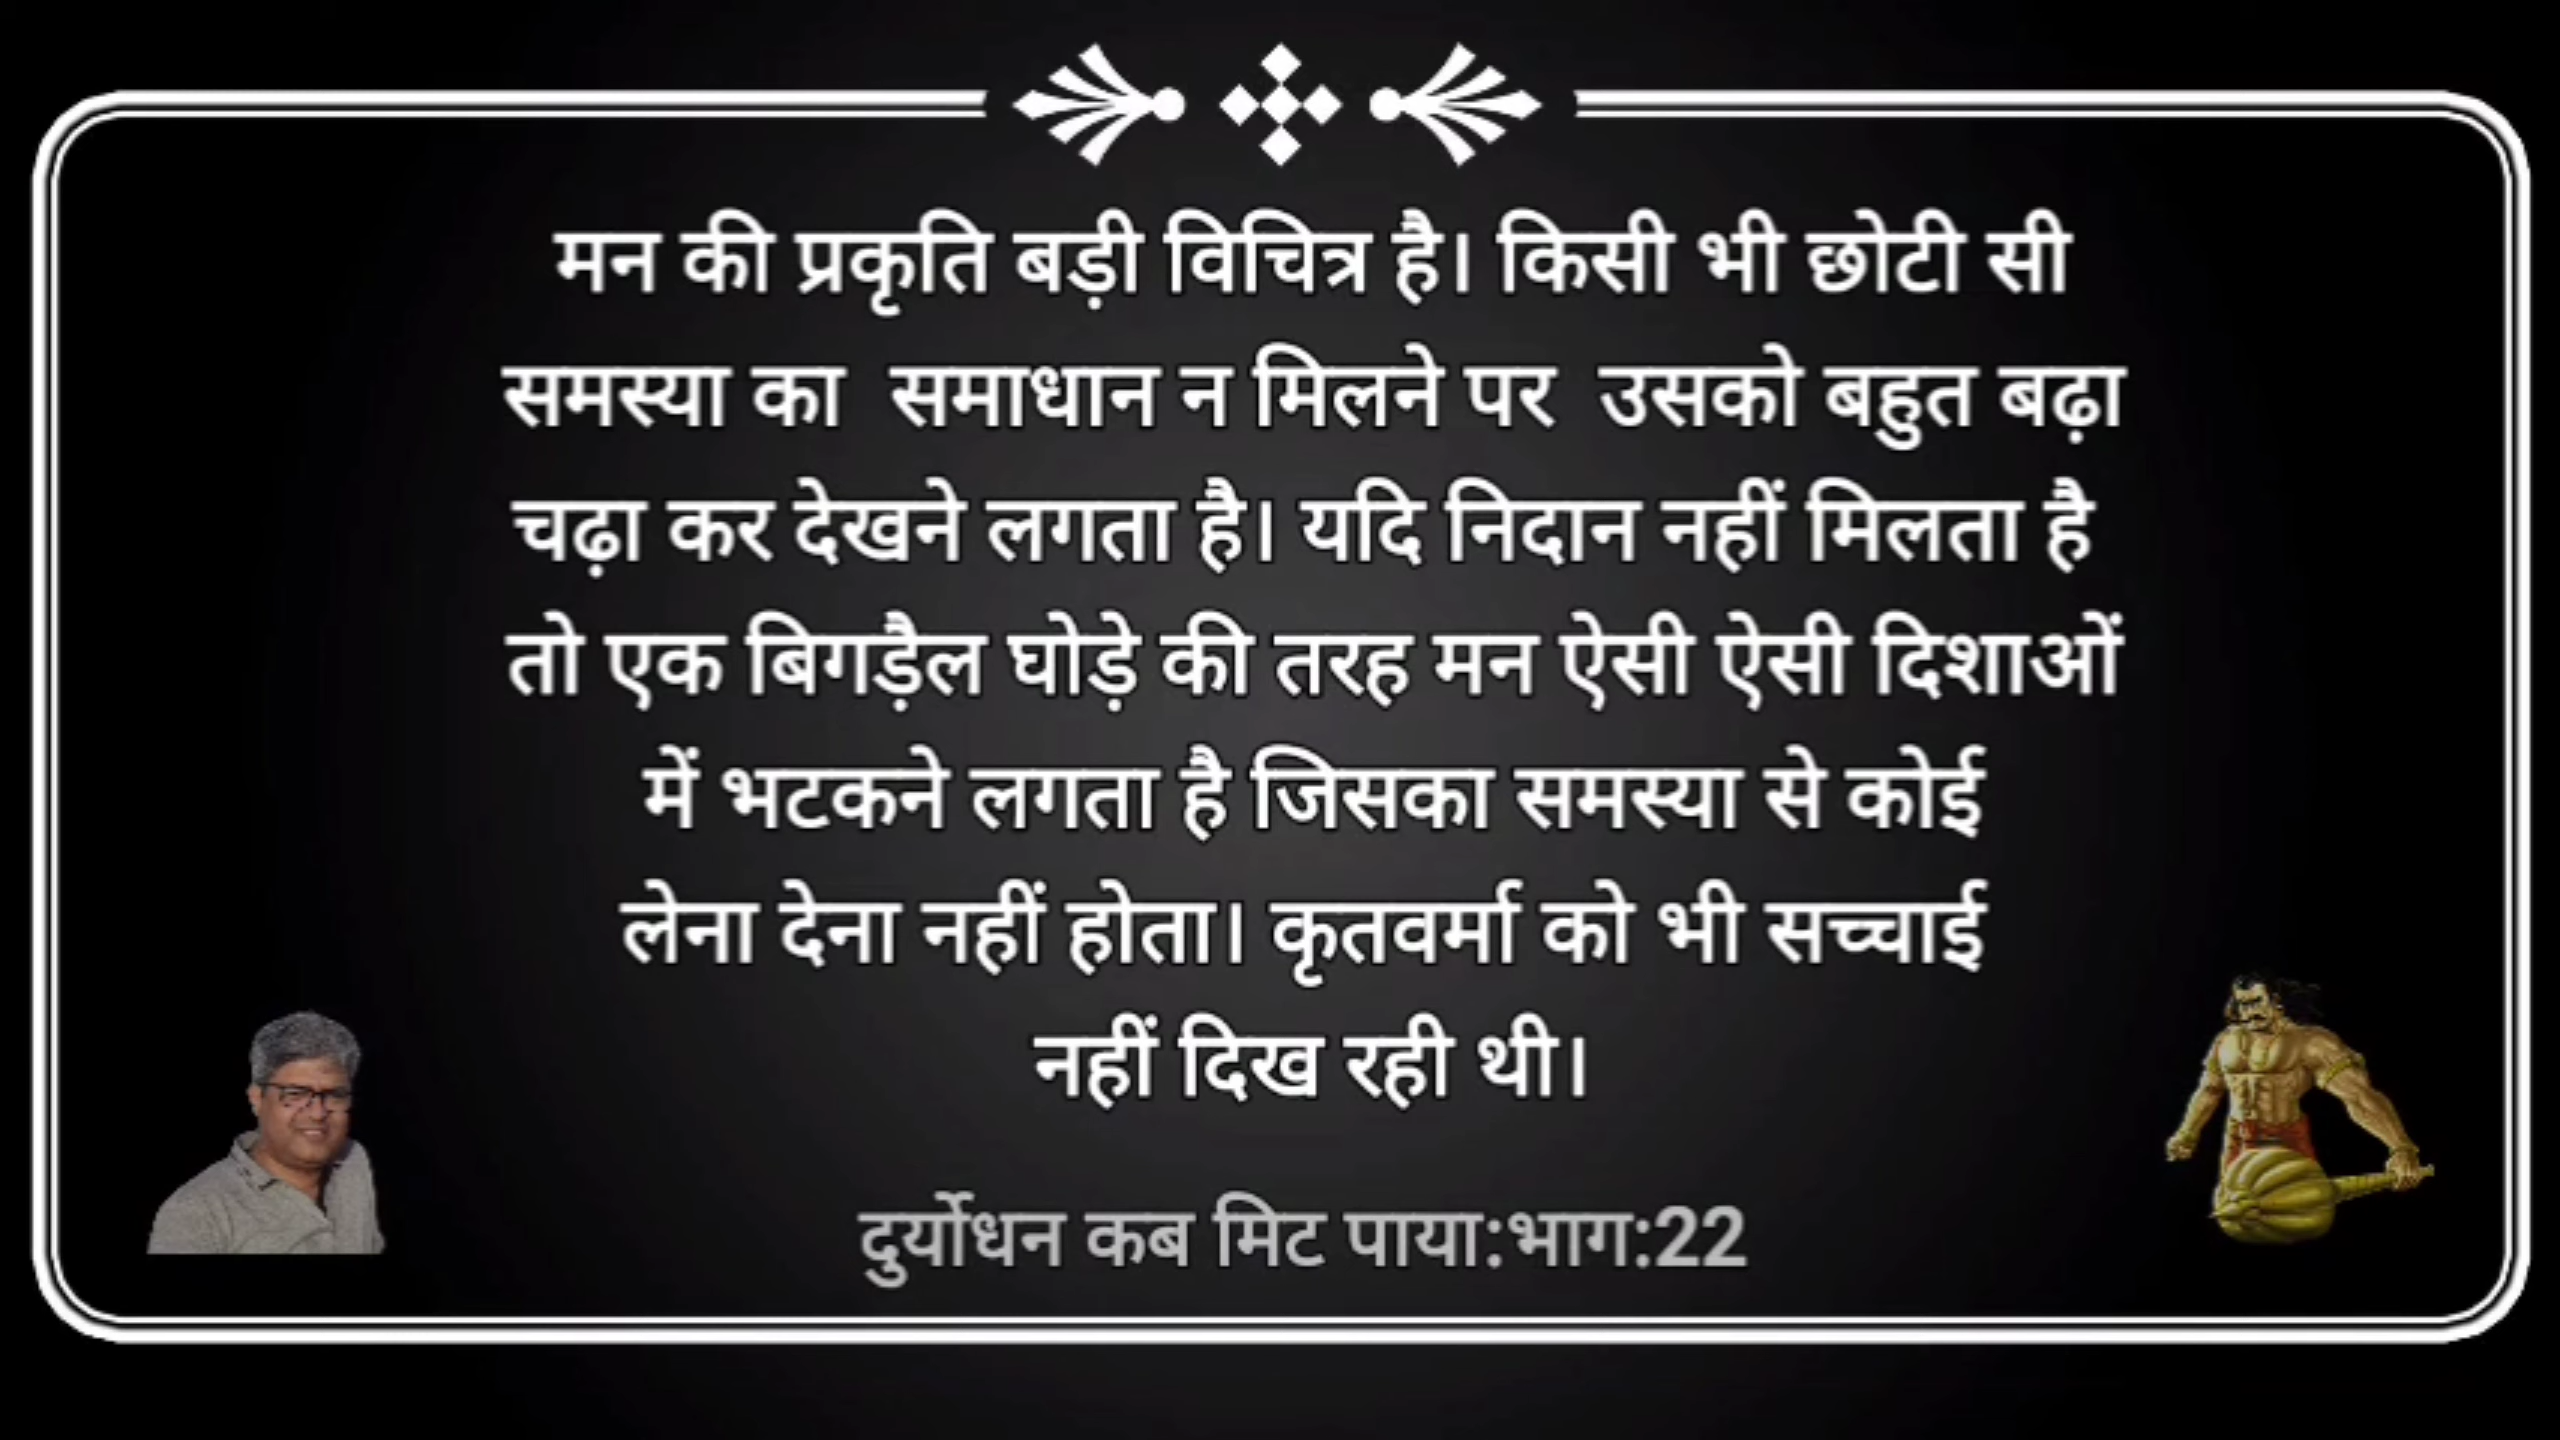 मन की प्रकृति बड़ी विचित्र है। किसी भी छोटी सी
समस्या का  समाधान न मिलने पर  उसको बहुत बढ़ा
चढ़ा कर देखने लगता है। यदि निदान नहीं मिलता है
तो एक बिगड़ैल घोड़े की तरह मन ऐसी ऐसी दिशाओं
में भटकने लगता है जिसका समस्या से कोई
लेना देना नहीं होता। कृतवर्मा को भी सच्चाई
नहीं दिख रही थी।
दुर्योधन कब मिट पाया:भाग:22